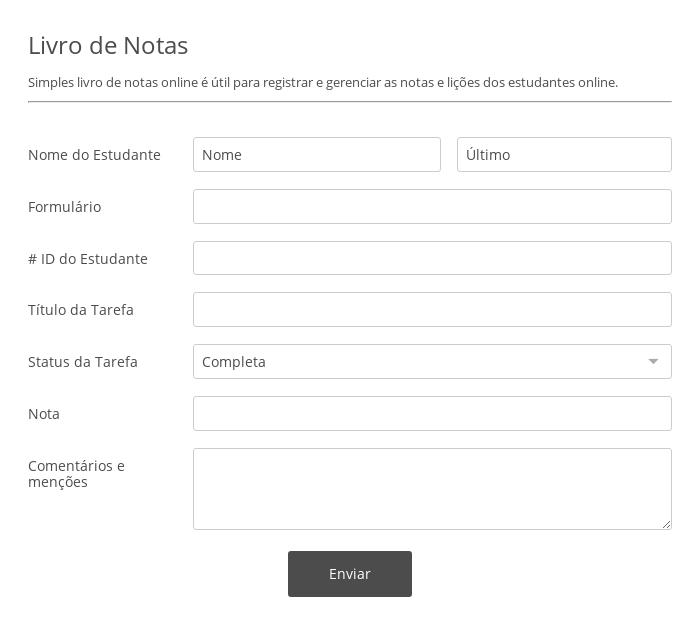 Livro de Notas
Simples livro de notas online é útil para registrar e gerenciar as notas e lições dos estudantes online.
Nome do Estudante
Nome
Último
Formulário
# ID do Estudante
Título da Tarefa
Status da Tarefa
Completa
Nota
Comentários e
menções
Enviar